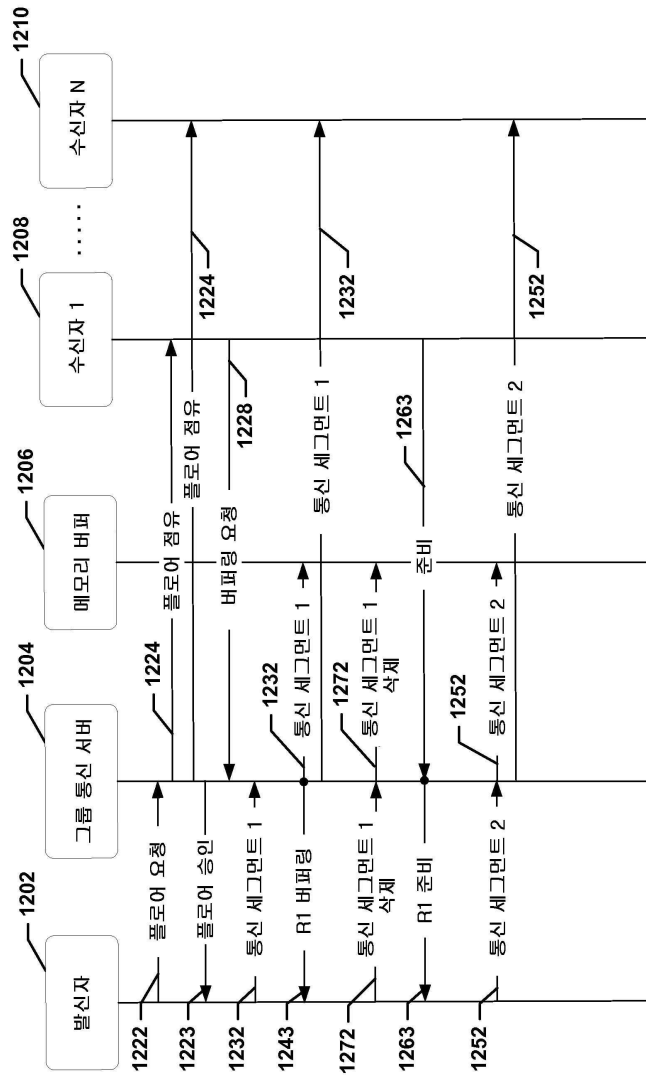 1202
1204
1206
1208
1210
발신자
그룹 통신 서버
메모리 버퍼
수신자 1
·····
수신자 N
1222
플로어 요청
1224
플로어 점유
플로어 점유
1224
1223
플로어 승인
1228
버퍼링 요청
1232
통신 세그먼트 1
1243
R1 버퍼링
1232
통신 세그먼트 1
통신 세그먼트 1
1232
1272
통신 세그먼트 1
삭제
1272
통신 세그먼트 1
삭제
1263
R1 준비
준비
1263
1252
통신 세그먼트 2
1252
통신 세그먼트 2
통신 세그먼트 2
1252